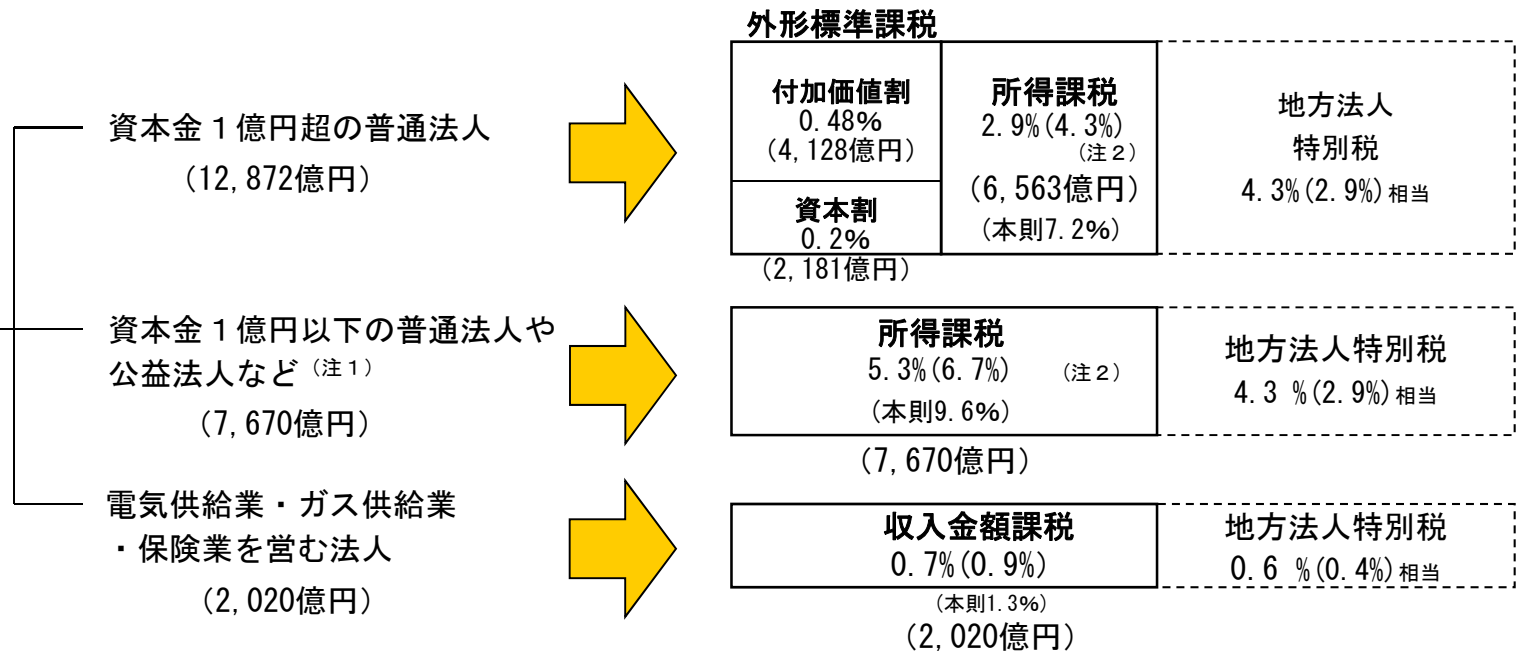 外形標準課税
資本金１億円超の普通法人
（12,872億円）
付加価値割
0.48%
（4,128億円）
資本割
0.2%
（2,181億円）
所得課税
2.9%(4.3%)
（注２）
（6,563億円）
（本則7.2%）
地方法人
特別税
4.3%(2.9%)相当
資本金１億円以下の普通法人や
公益法人など（注１）
（7,670億円）
所得課税
5.3%(6.7%) （注２）
（本則9.6%）
（7,670億円）
地方法人特別税
4.3 %(2.9%)相当
電気供給業・ガス供給業
・保険業を営む法人
（2,020億円）
収入金額課税
0.7%(0.9%)
（本則1.3%）
（2,020億円）
地方法人特別税
0.6 %(0.4%)相当